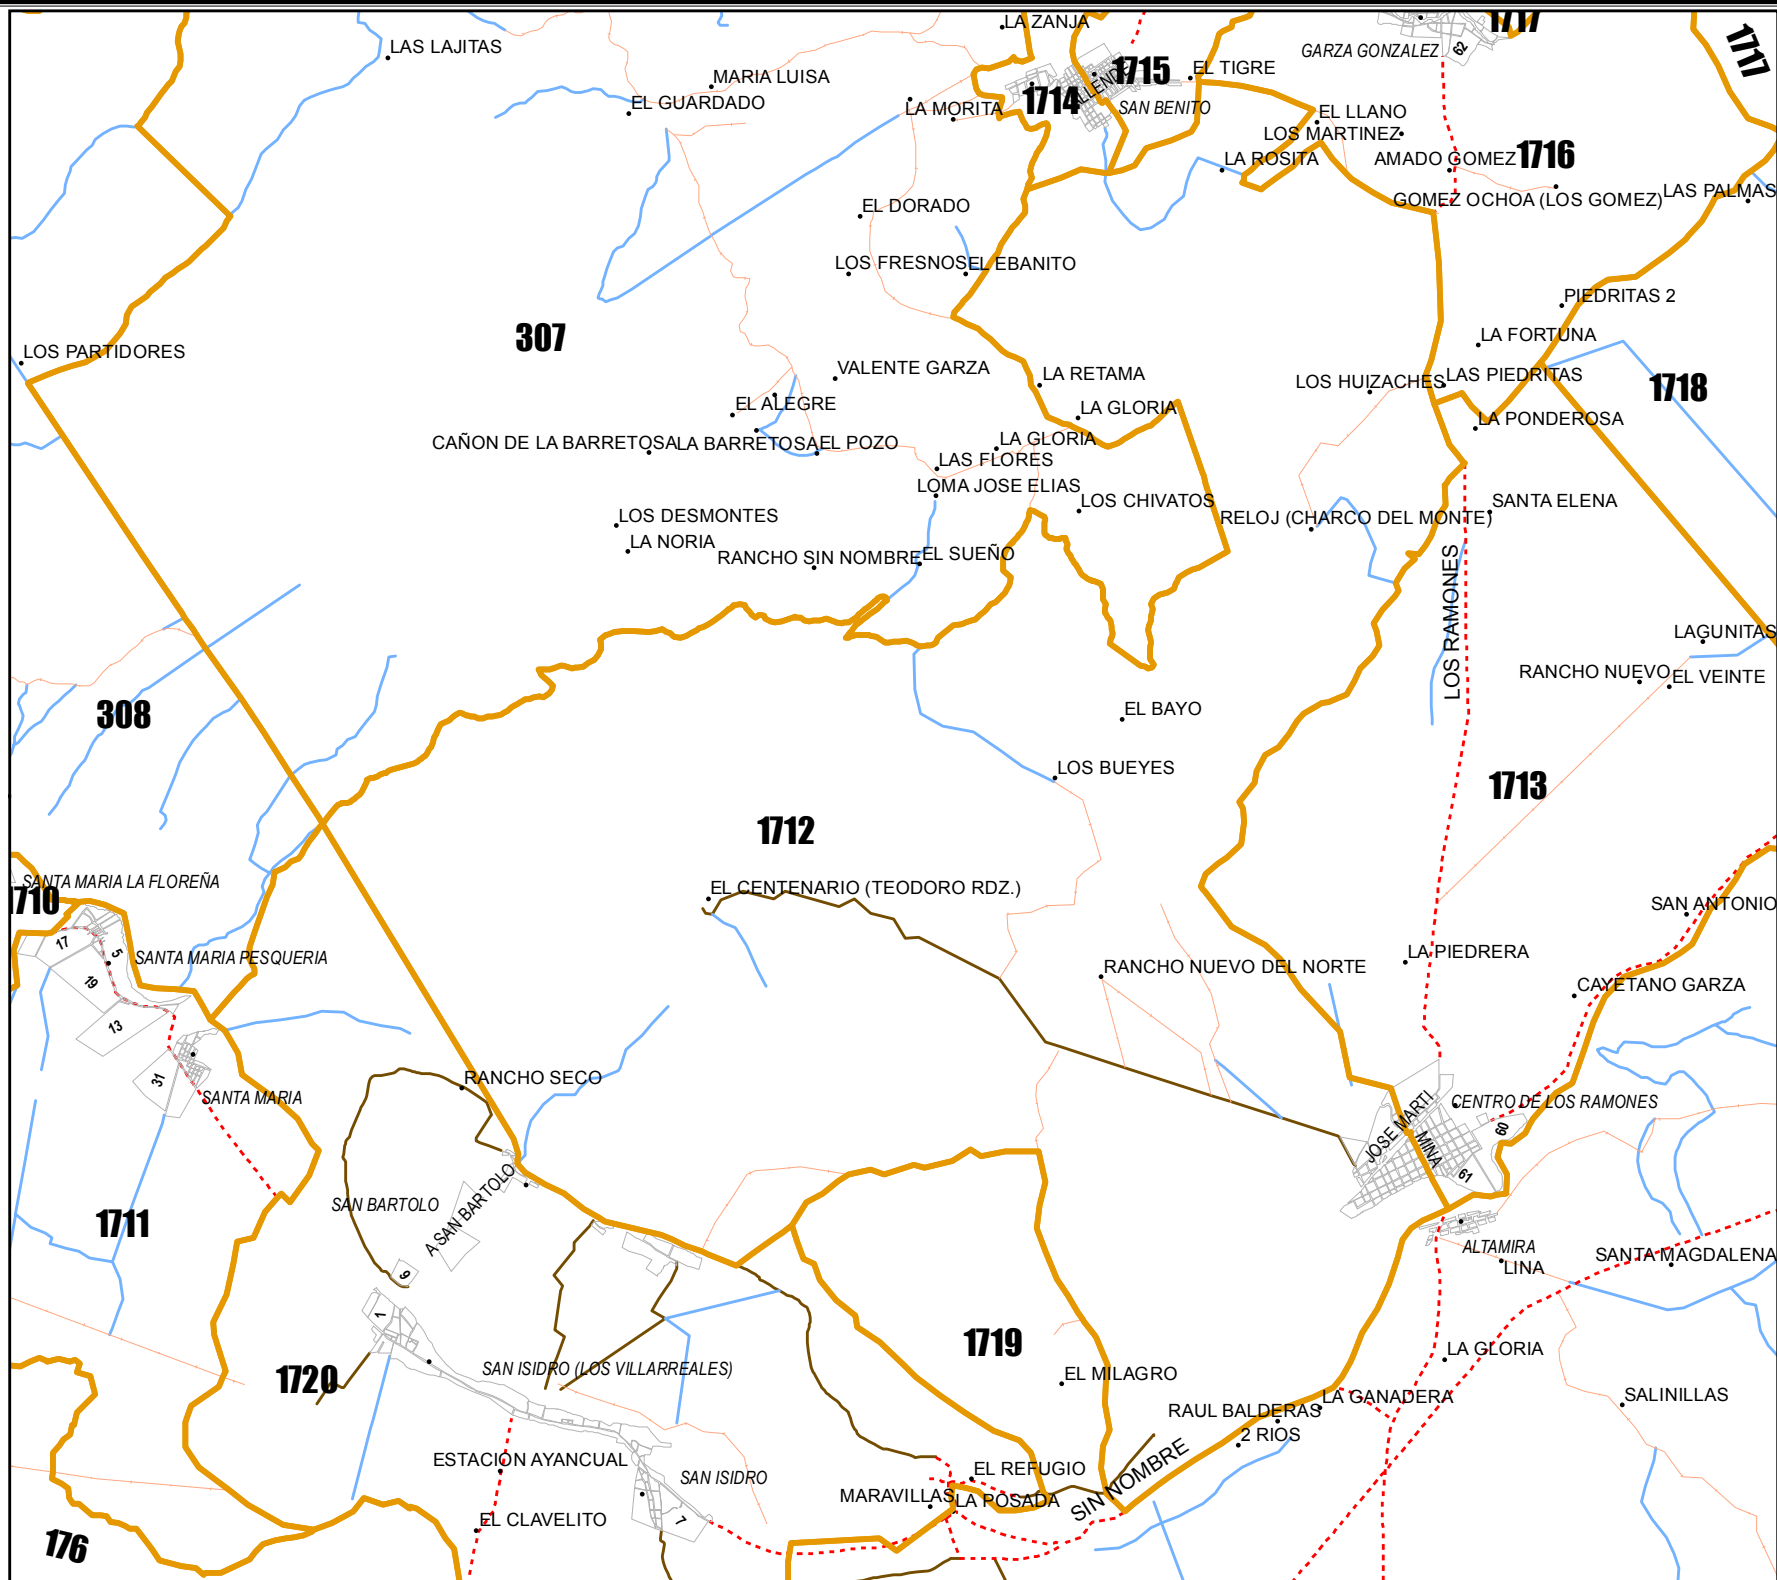 LA ZANJA
1717
1717
LAS LAJITAS
GARZA GONZALEZ
62
MARIA LUISA
1715
EL TIGRE
EL GUARDADO
ALLENDE
1714
LA MORITA
SAN BENITO
EL LLANO
LOS MARTINEZ
LA ROSITA
AMADO GOMEZ
1716
GOMEZ OCHOA (LOS GOMEZ)
LAS PALMAS
EL DORADO
LOS FRESNOS
EL EBANITO
PIEDRITAS 2
307
LA FORTUNA
LOS PARTIDORES
VALENTE GARZA
LA RETAMA
LOS HUIZACHES
LAS PIEDRITAS
1718
EL ALEGRE
LA GLORIA
LA PONDEROSA
CAÑON DE LA BARRETOSA
LA BARRETOSA
EL POZO
LA GLORIA
LAS FLORES
LOMA JOSE ELIAS
LOS CHIVATOS
SANTA ELENA
LOS DESMONTES
RELOJ (CHARCO DEL MONTE)
LA NORIA
RANCHO SIN NOMBRE
EL SUEÑO
LOS RAMONES
LAGUNITAS
RANCHO NUEVO
EL VEINTE
308
EL BAYO
LOS BUEYES
1713
1712
SANTA MARIA LA FLOREÑA
1710
EL CENTENARIO (TEODORO RDZ.)
SAN ANTONIO
17
5
SANTA MARIA PESQUERIA
LA PIEDRERA
RANCHO NUEVO DEL NORTE
19
CAYETANO GARZA
13
31
RANCHO SECO
SANTA MARIA
CENTRO DE LOS RAMONES
JOSE MARTI
MINA
60
61
SAN BARTOLO
A SAN BARTOLO
1711
ALTAMIRA
LINA
SANTA MAGDALENA
9
1
1719
LA GLORIA
SAN ISIDRO (LOS VILLARREALES)
1720
EL MILAGRO
LA GANADERA
SALINILLAS
RAUL BALDERAS
2 RIOS
ESTACION AYANCUAL
SAN ISIDRO
EL REFUGIO
MARAVILLAS
LA POSADA
SIN NOMBRE
EL CLAVELITO
7
176